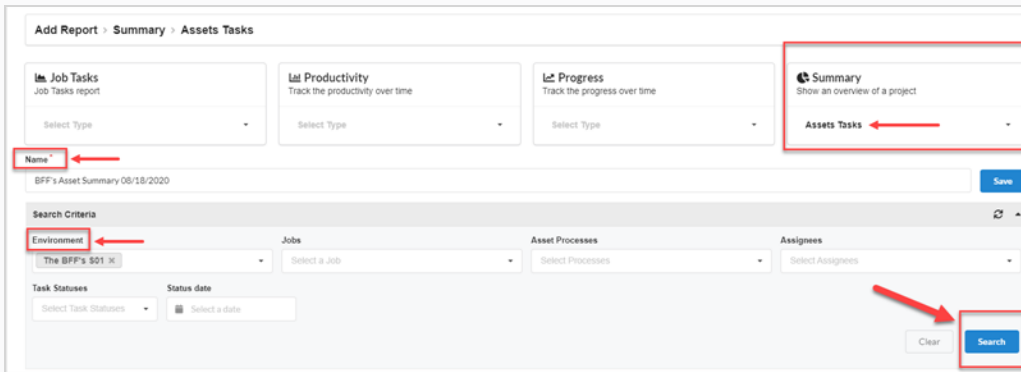 Add Report > Summary > Assets Tasks
Job Tasks
Job Tasks report
Select Type
Productivity
Track the productivity over time
Select Type
Progress
Track the progress over time
Select Type
Summary
Show an overview of a project
Assets Tasks
Name*
BFF's Asset Summary 08/18/2020
Save
Search Criteria
Environment
Jobs
Asset Processes
Assignees
The BFF's S01 ×
Select a Job
Select Processes
Select Assignees
Task Statuses
Status date
Select Task Statuses
Select a date
Clear
Search